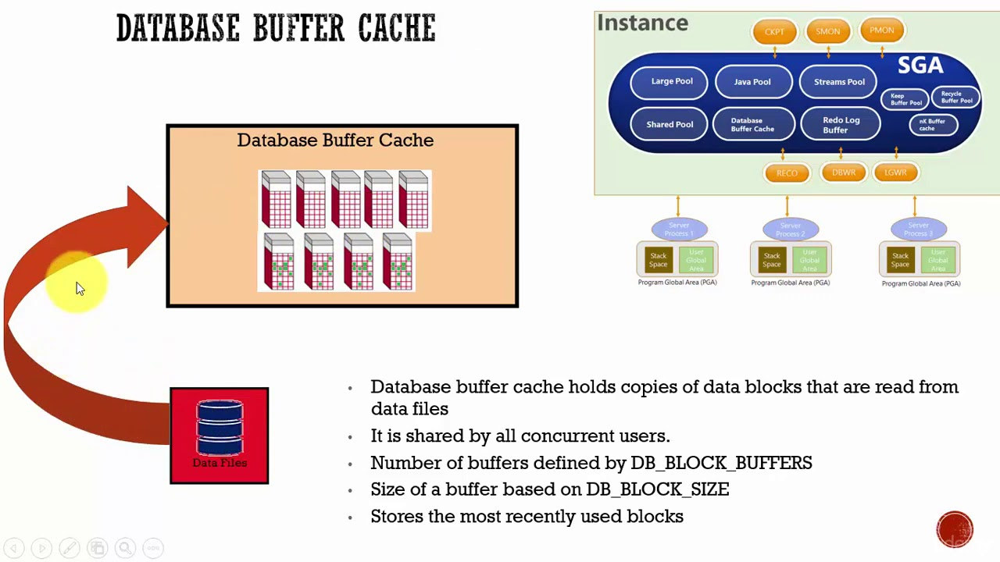 DATABASE BUFFER CACHE
Instance
CKPT
SMON
PMON
SGA
Large Pool
Java Pool
Streams Pool
Keep
Buffer Pool
Recycle
Buffer Pool
Shared Pool
Database
Buffer Cache
Redo Log
Buffer
nK Buffer
cache
RECO
DBWR
LGWR
Server
Process 1
Server
Process 2
Server
Process 3
Stack
Space
User
Global
Area
Stack
Space
User
Global
Area
Stack
Space
User
Global
Area
Program Global Area (PGA)
Program Global Area (PGA)
Program Global Area (PGA)
Database Buffer Cache
Data Files
• Database buffer cache holds copies of data blocks that are read from
data files
• It is shared by all concurrent users.
• Number of buffers defined by DB_BLOCK_BUFFERS
• Size of a buffer based on DB_BLOCK_SIZE
• Stores the most recently used blocks